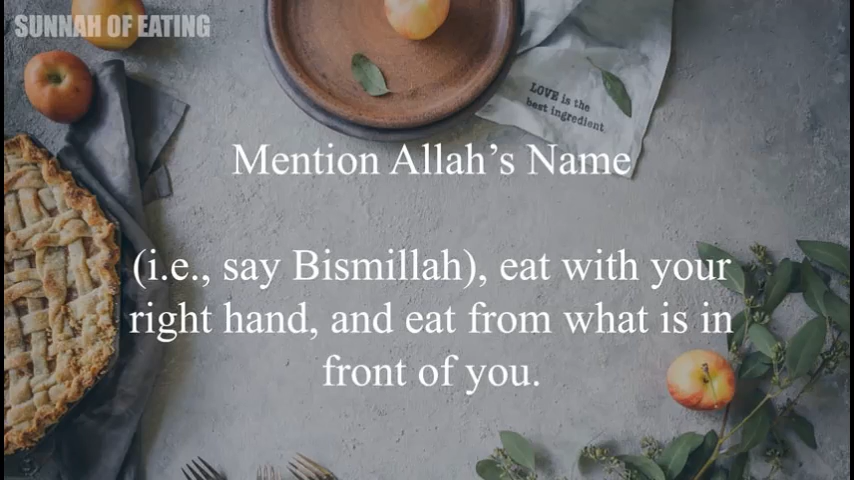 SUNNAH OF EATING
LOVE is the
best ingredient
Mention Allah’s Name
(i.e., say Bismillah), eat with your
right hand, and eat from what is in
front of you.